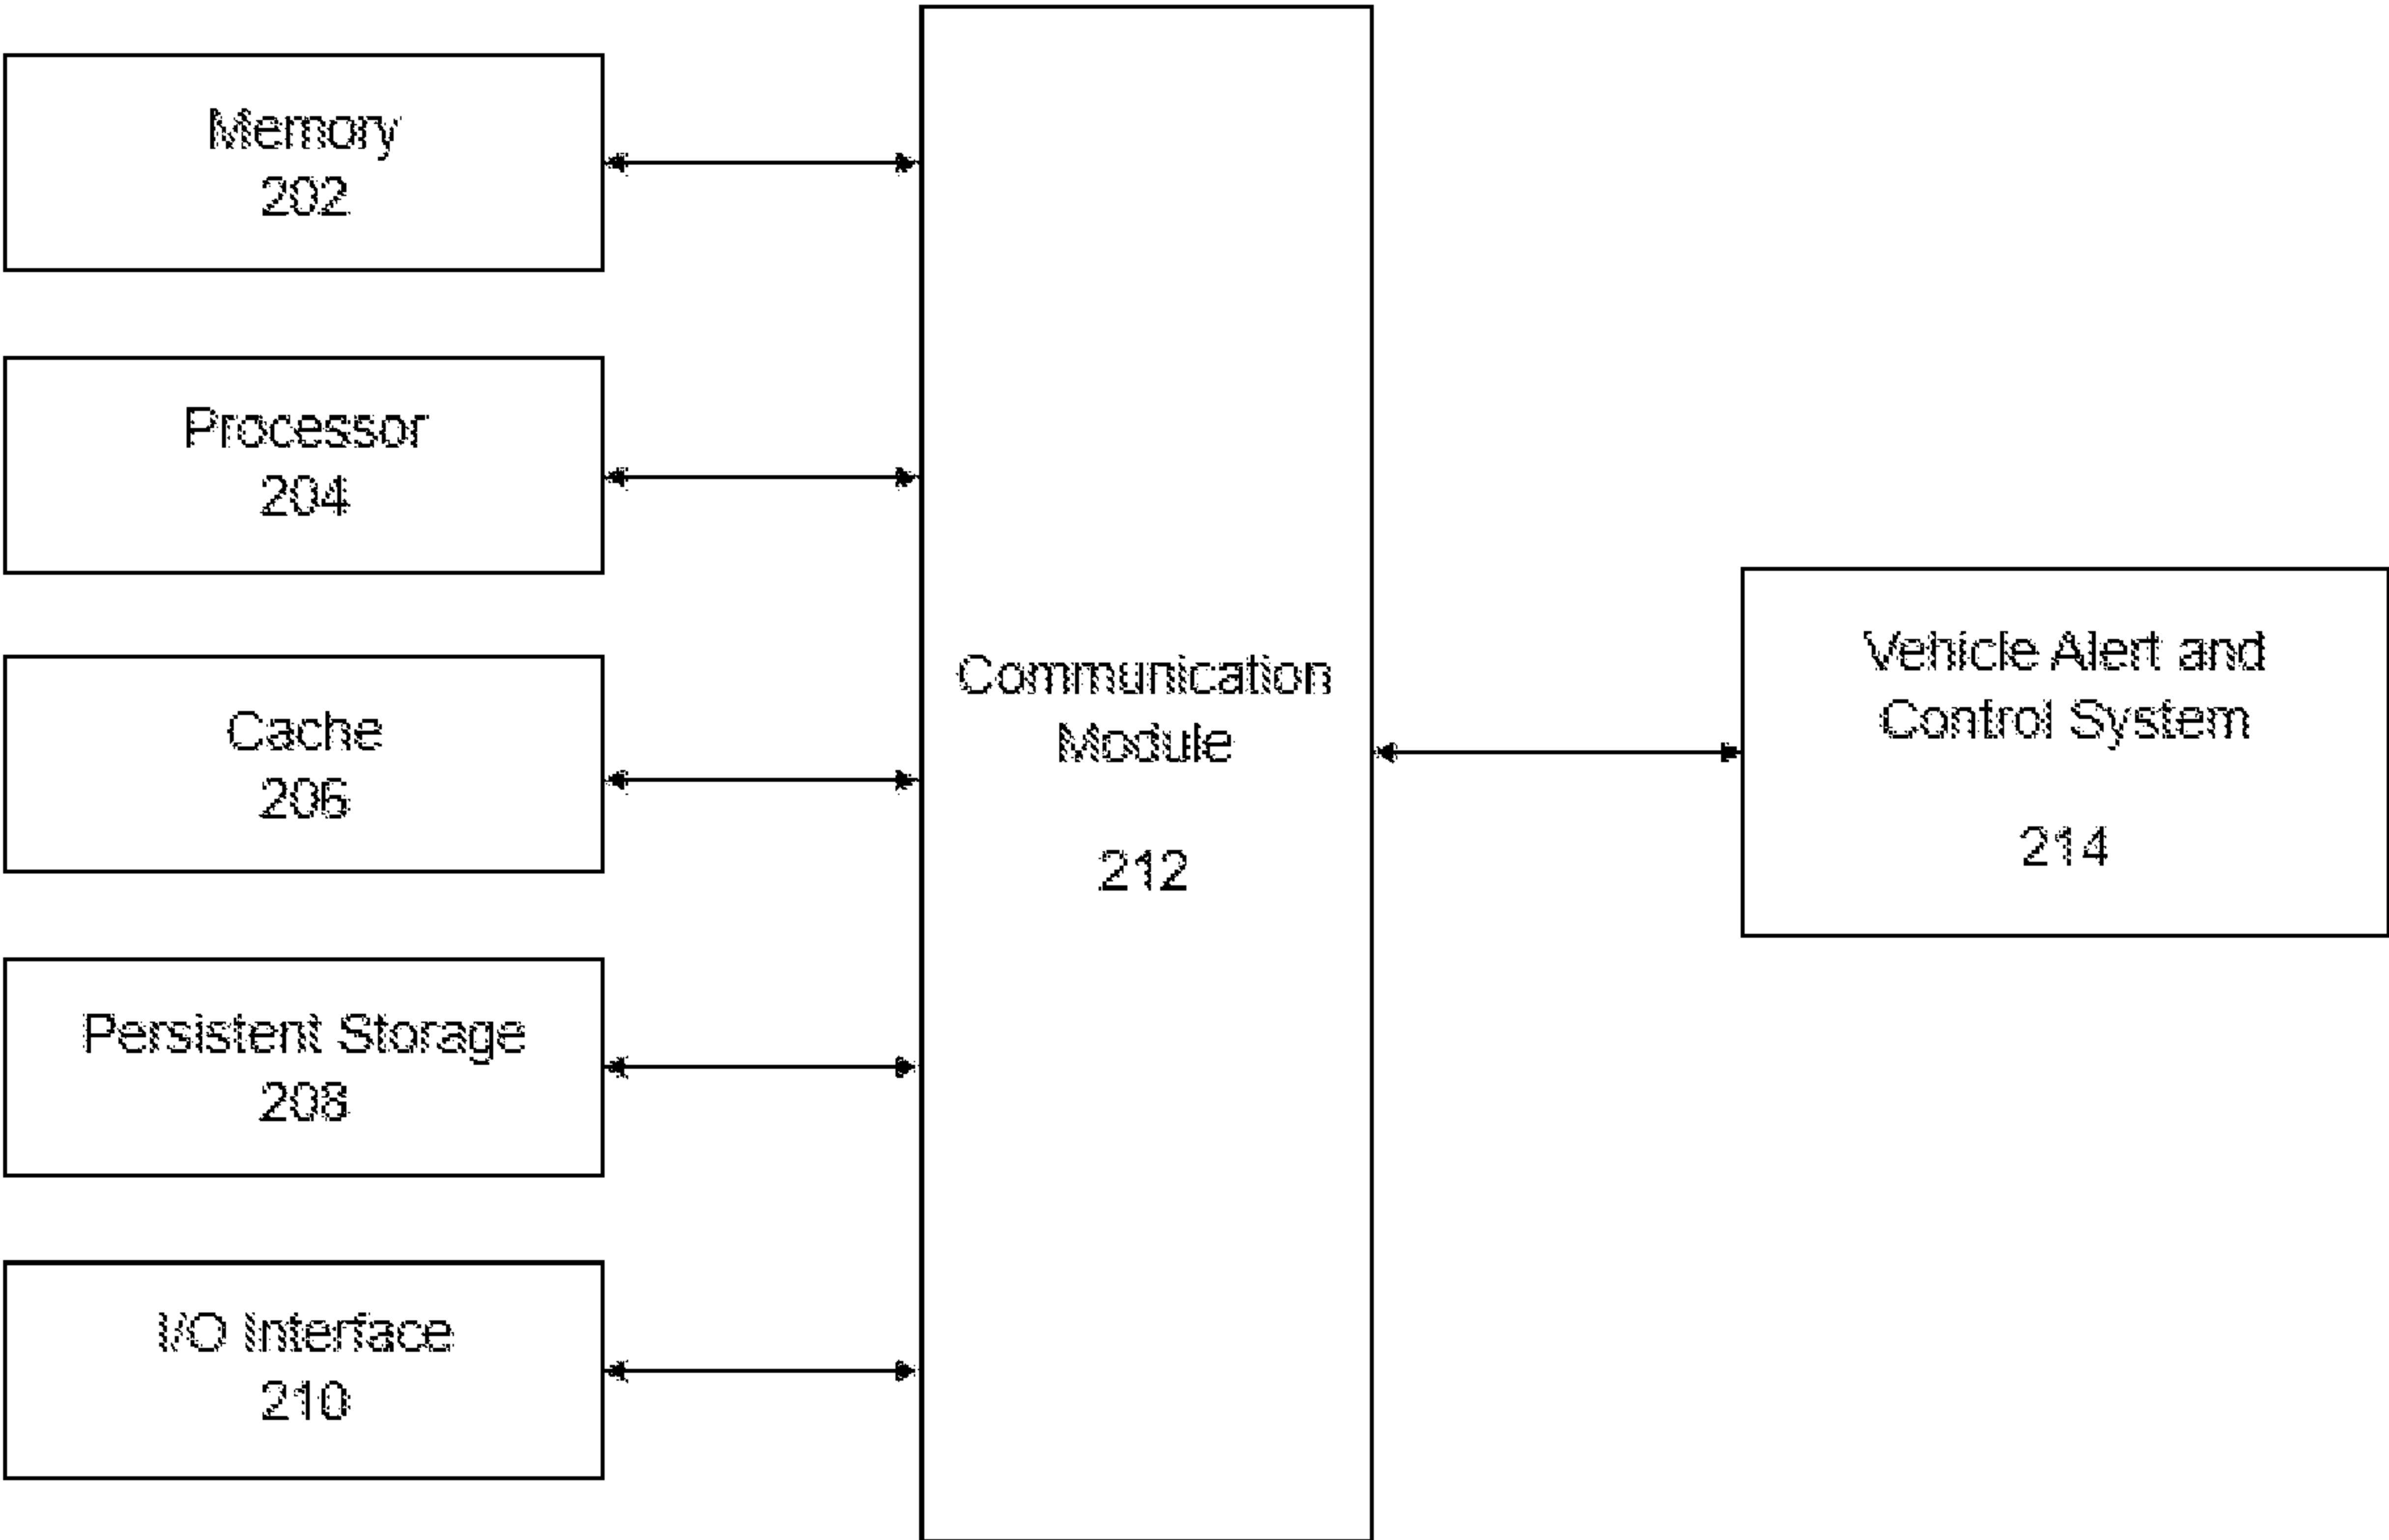 Memory
202
Processor
204
Cache
206
Persistent Storage
208
I/O Interface
210
Communication
Module
212
Vehicle Alert and
Control System
214